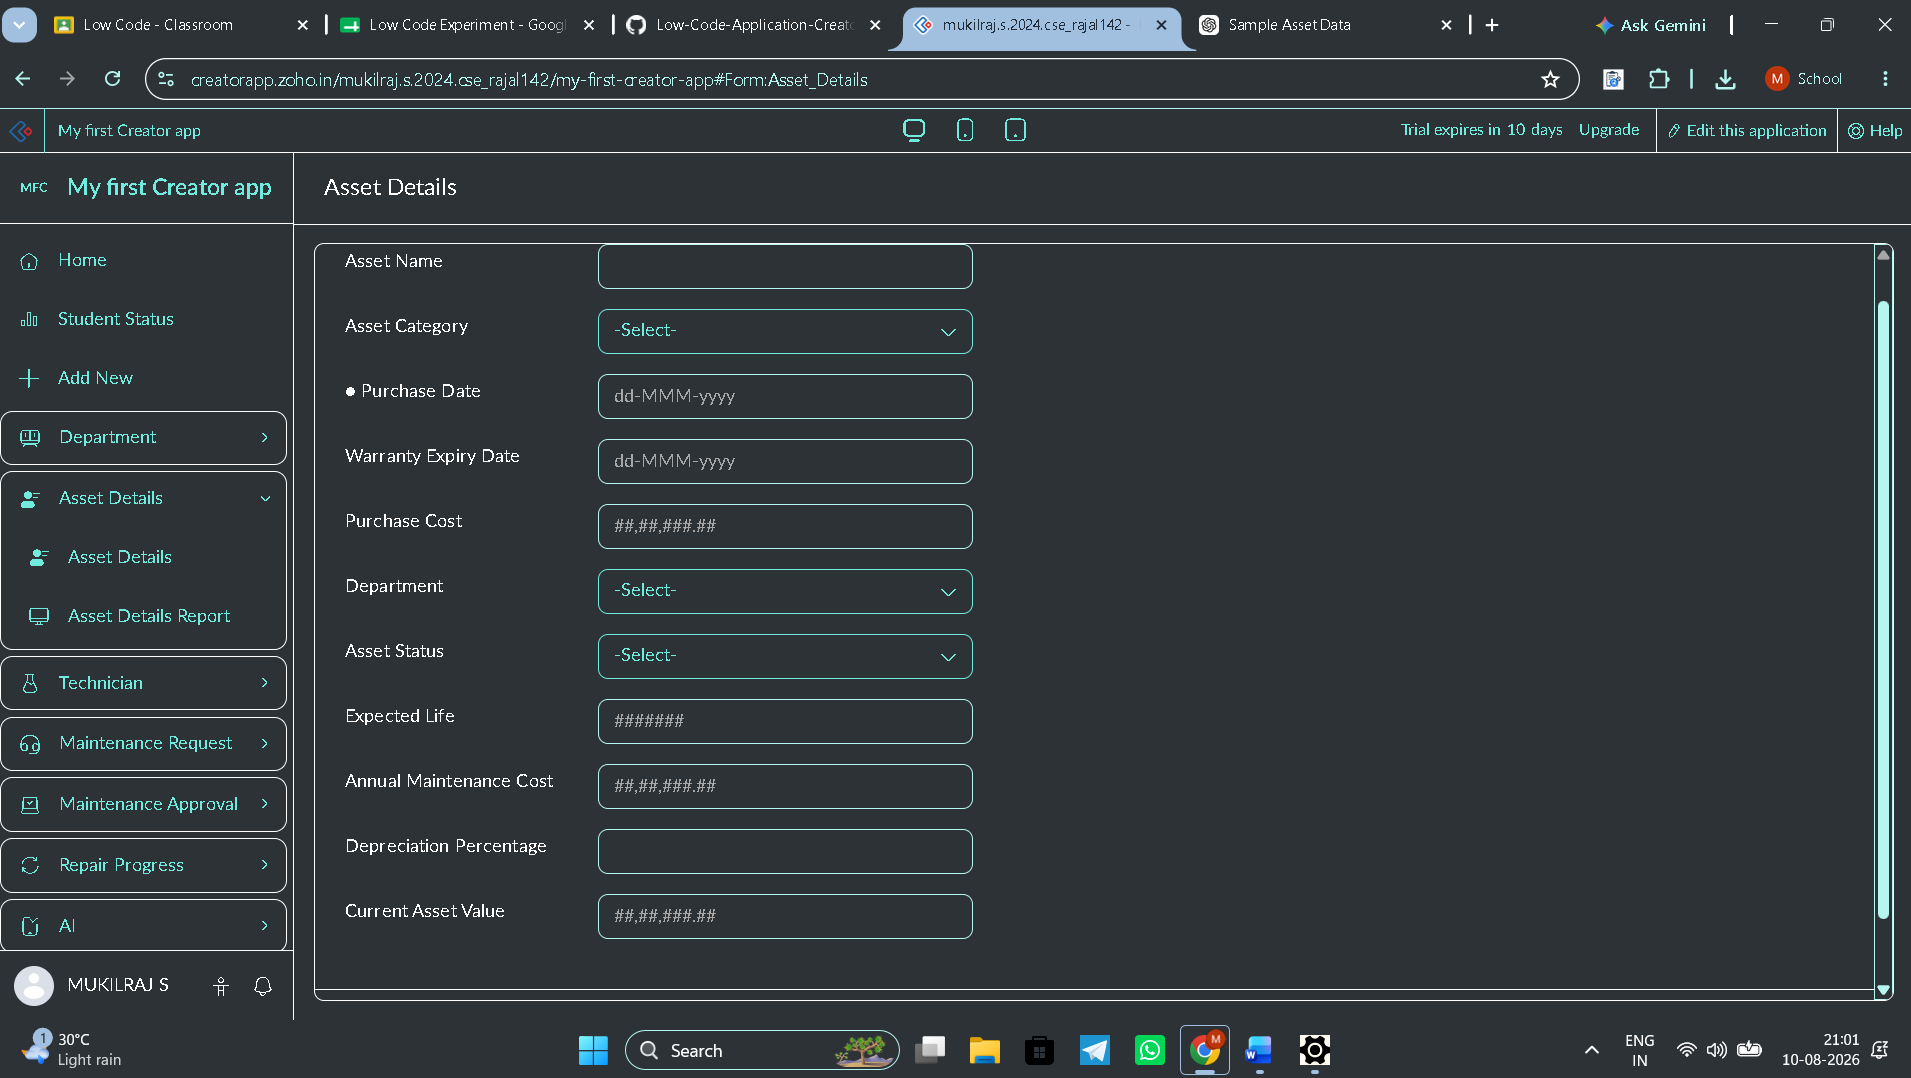 Low Code - Classroom
Low Code Experiment - Goog
Low-Code-Application-Creato
mukilraj.s.2024.cse_rajal142 -
Sample Asset Data
Ask Gemini
creatorapp.zoho.in/mukilraj.s.2024.cse_rajal142/my-first-creator-app#Form:Asset_Details
M
School
My first Creator app
Trial expires in 10 days
Upgrade
Edit this application
Help
MFC
My first Creator app
Asset Details
Home
Student Status
Add New
Department
Asset Details
Asset Details
Asset Details Report
Technician
Maintenance Request
Maintenance Approval
Repair Progress
AI
MUKILRAJ S
Asset Name
Asset Category
-Select-
Purchase Date
dd-MMM-yyyy
Warranty Expiry Date
dd-MMM-yyyy
Purchase Cost
##,##,###.##
Department
-Select-
Asset Status
-Select-
Expected Life
#######
Annual Maintenance Cost
##,##,###.##
Depreciation Percentage
Current Asset Value
##,##,###.##
1
30°C
Light rain
Search
M
W
ENG
IN
21:01
10-08-2026